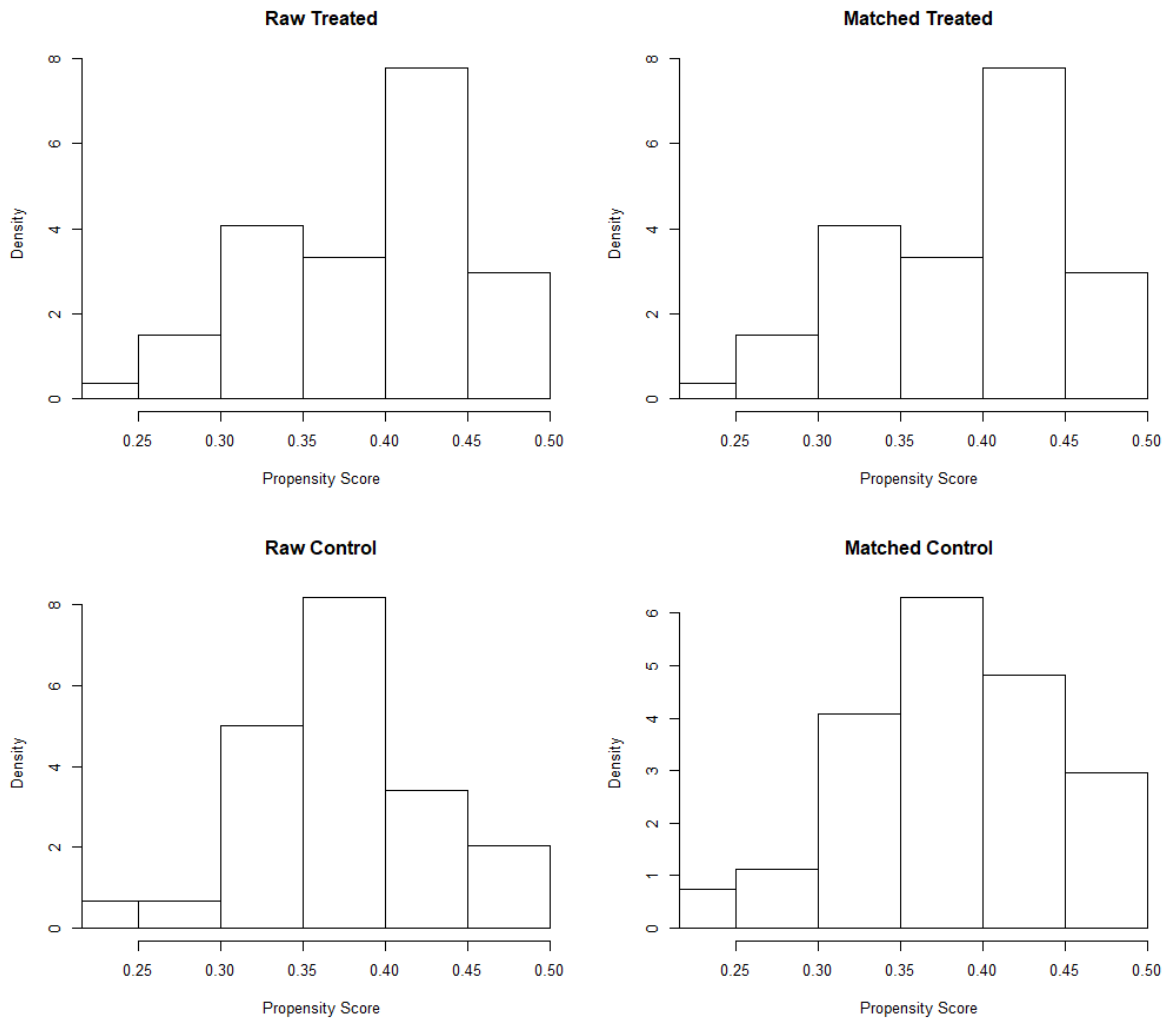 Raw Treated
Density
0 2 4 6 8
0.25 0.30 0.35 0.40 0.45 0.50
Propensity Score
Matched Treated
Density
0 2 4 6 8
0.25 0.30 0.35 0.40 0.45 0.50
Propensity Score
Raw Control
Density
0 2 4 6 8
0.25 0.30 0.35 0.40 0.45 0.50
Propensity Score
Matched Control
Density
0 1 2 3 4 5 6
0.25 0.30 0.35 0.40 0.45 0.50
Propensity Score